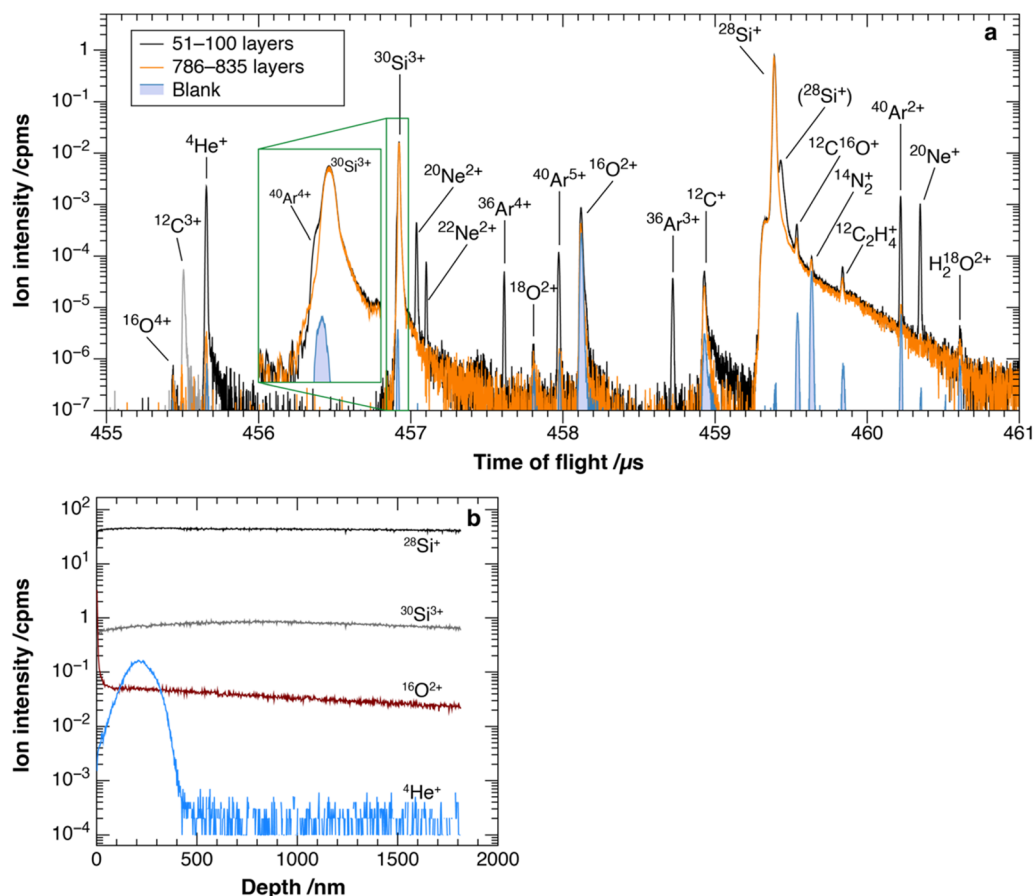 a
51–100 layers
786–835 layers
Blank
Ion intensity /cpms
1
10⁻¹
10⁻²
10⁻³
10⁻⁴
10⁻⁵
10⁻⁶
10⁻⁷
¹⁶O⁴⁺
¹²C³⁺
⁴He⁺
⁴⁰Ar⁴⁺
³⁰Si³⁺
³⁰Si³⁺
²⁰Ne²⁺
²²Ne²⁺
³⁶Ar⁴⁺
¹⁸O²⁺
⁴⁰Ar⁵⁺
¹⁶O²⁺
³⁶Ar³⁺
¹²C⁺
²⁸Si⁺
(²⁸Si⁺)
¹²C¹⁶O⁺
¹⁴N₂⁺
¹²C₂H₄⁺
⁴⁰Ar²⁺
²⁰Ne⁺
H₂¹⁸O²⁺
455 456 457 458 459 460 461
Time of flight /µs
b
Ion intensity /cpms
10²
10¹
1
10⁻¹
10⁻²
10⁻³
10⁻⁴
²⁸Si⁺
³⁰Si³⁺
¹⁶O²⁺
⁴He⁺
0 500 1000 1500 2000
Depth /nm